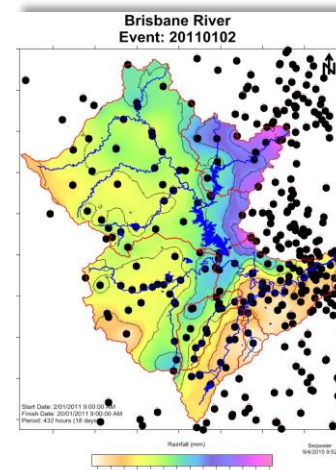 Brisbane River
Event: 20110102
N
Start Date: 2/01/2011 9:00:00 AM
Finish Date: 20/01/2011 9:00:00 AM
Period: 432 hours (18 days)
Rainfall (mm)
Seqwater